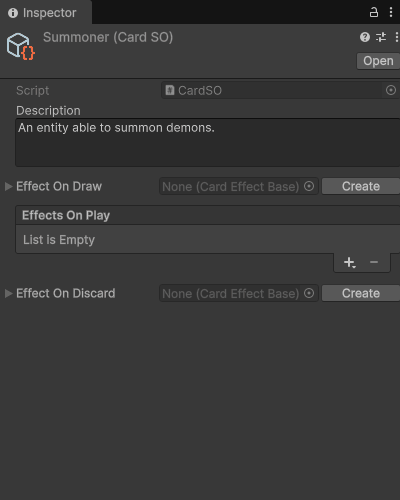 Inspector
Summoner (Card SO)
Open
Script
CardSO
Description
An entity able to summon demons.
Effect On Draw
None (Card Effect Base)
Create
Effects On Play
List is Empty
Effect On Discard
None (Card Effect Base)
Create